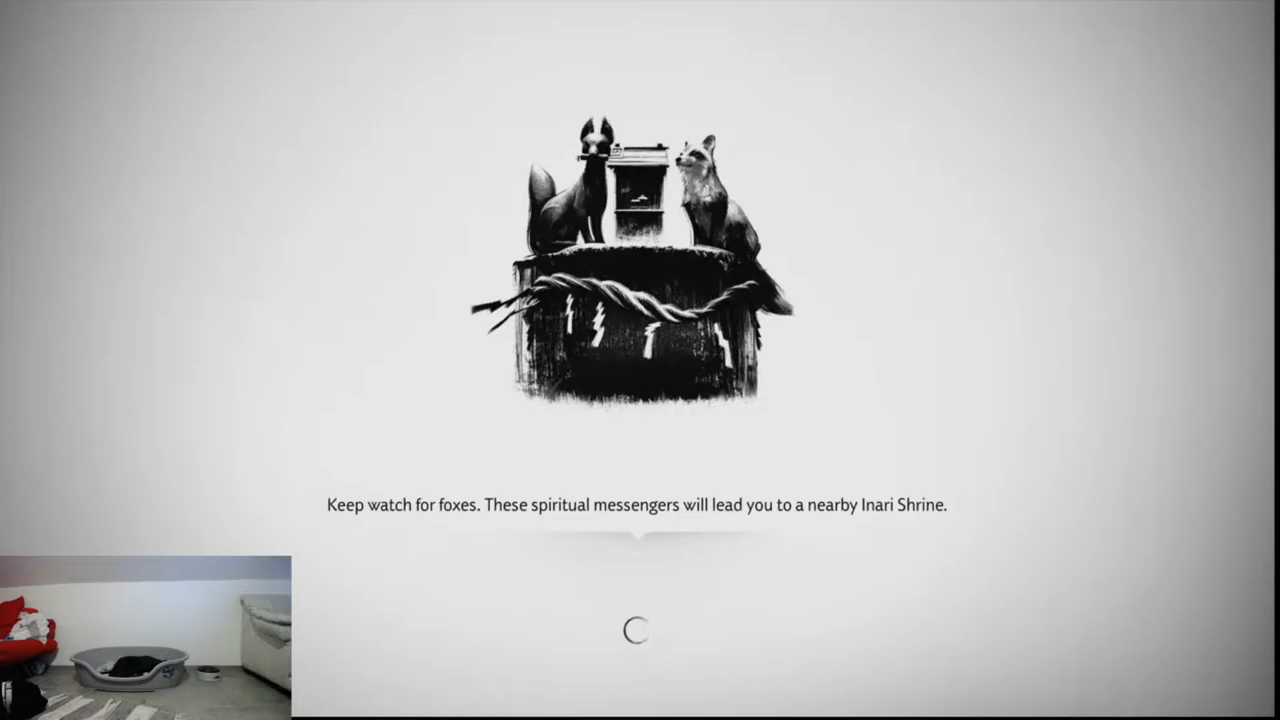 Keep watch for foxes. These spiritual messengers will lead you to a nearby Inari Shrine.